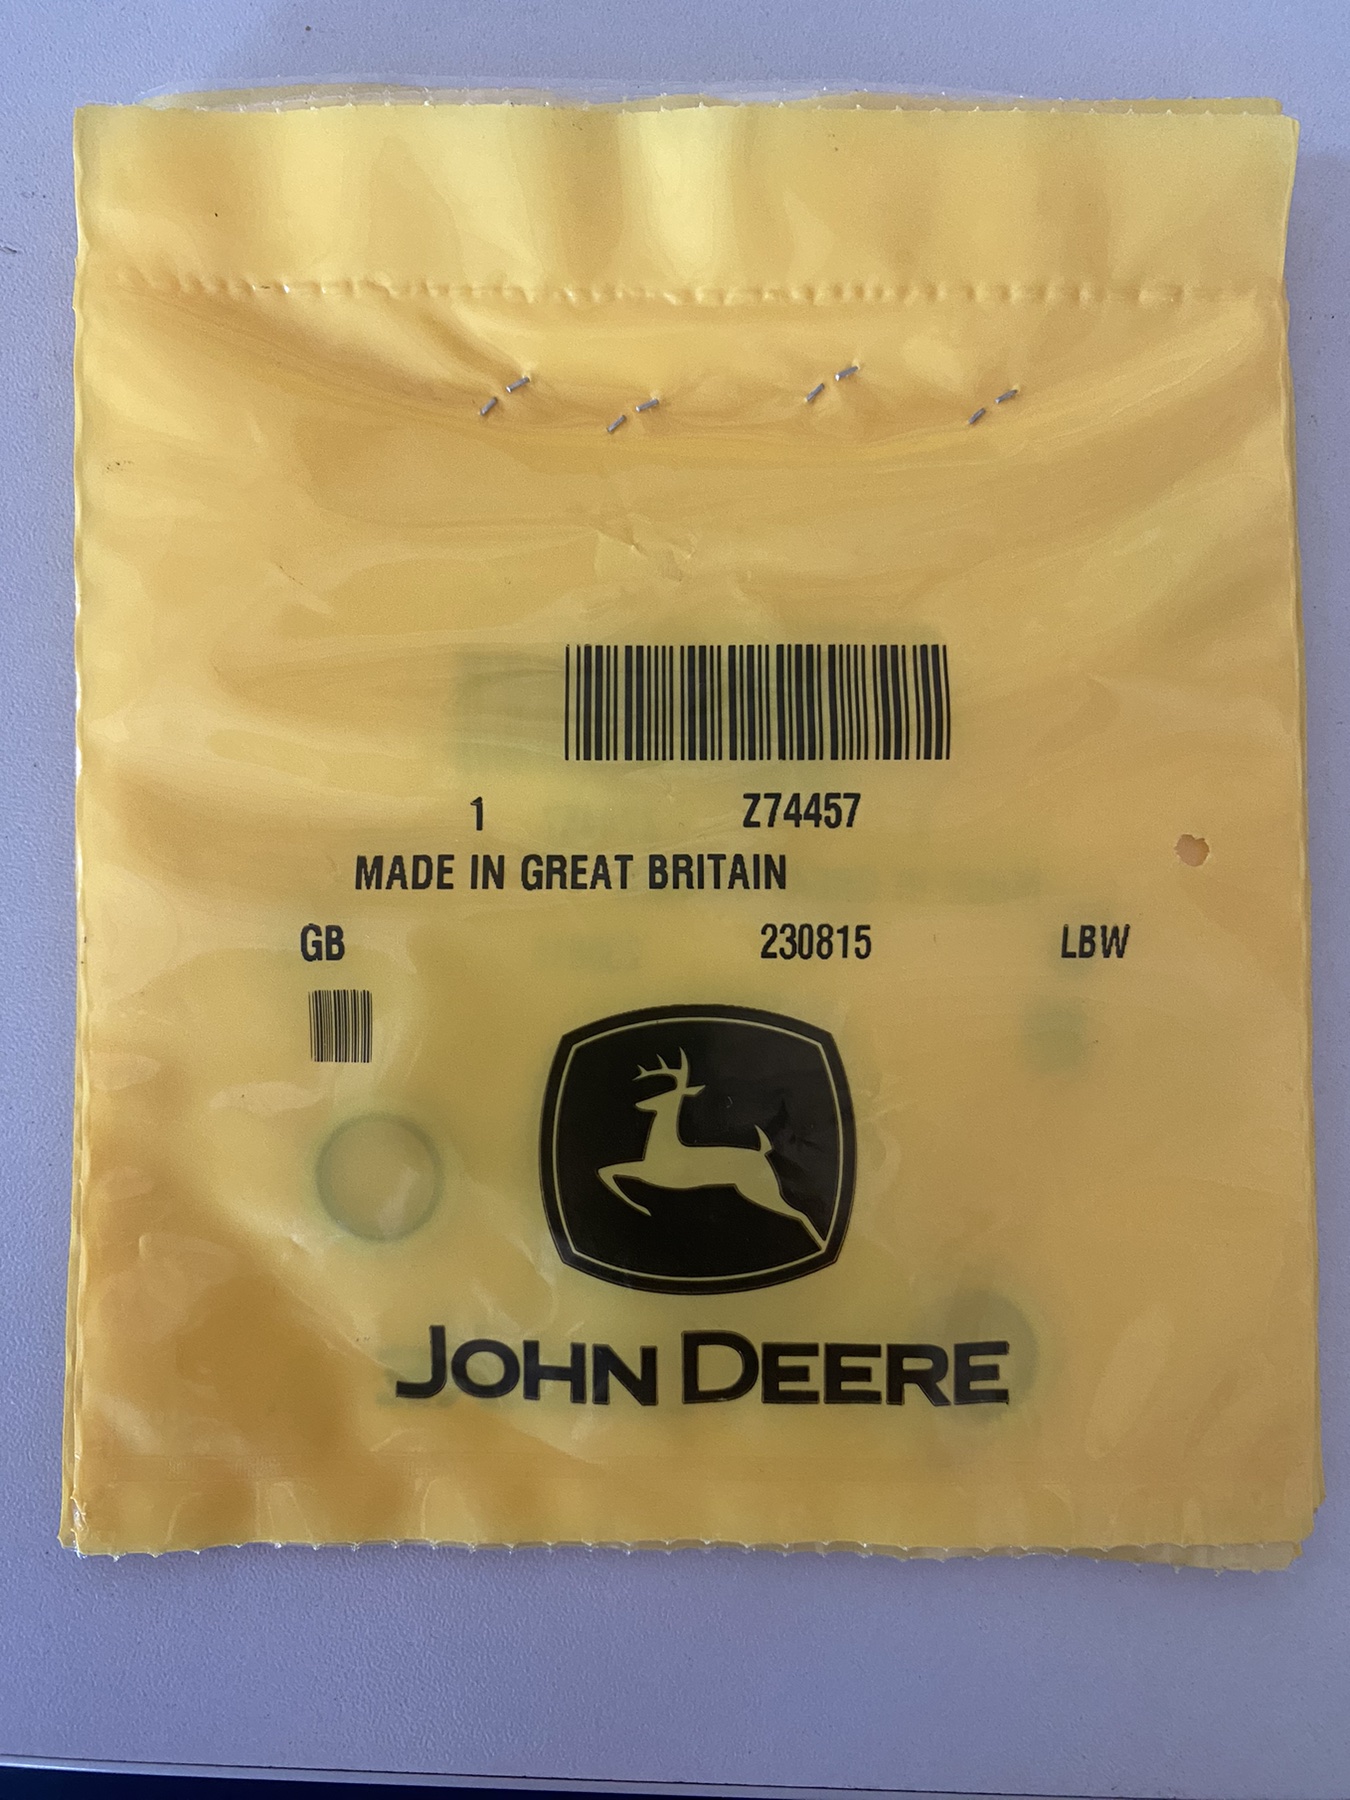 1 Z74457
MADE IN GREAT BRITAIN
GB 230815 LBW
JOHN DEERE